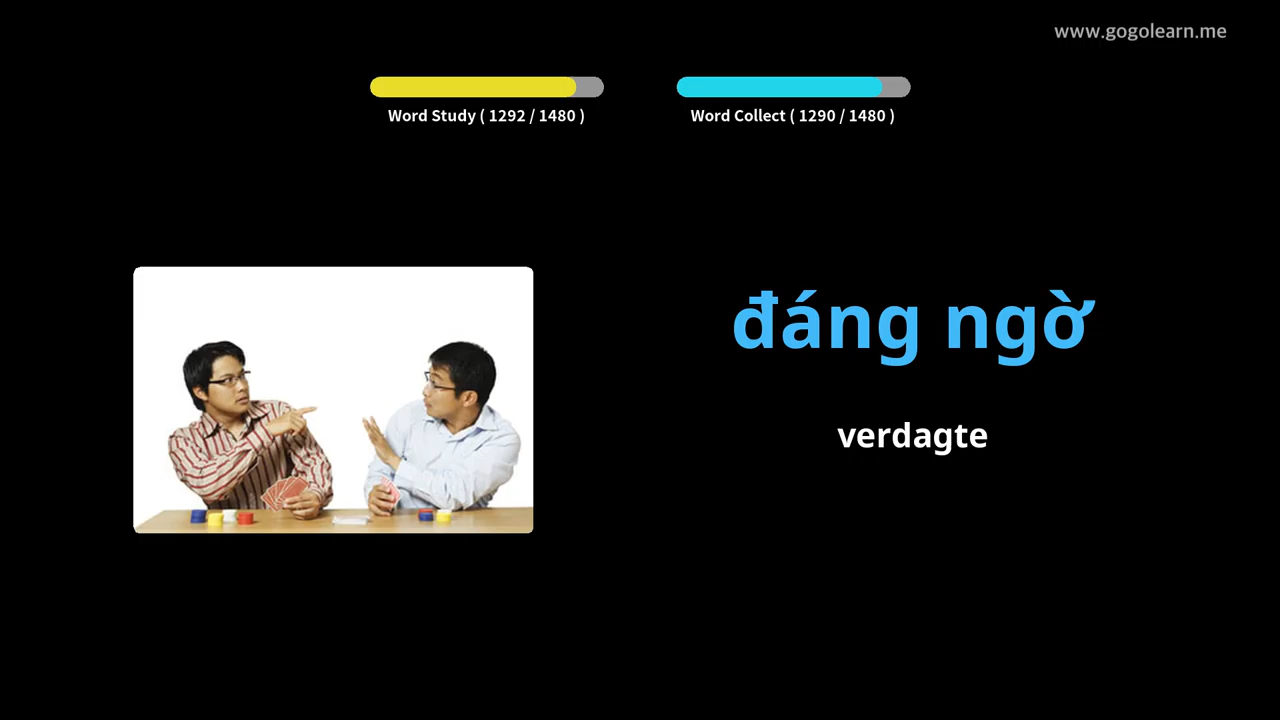 www.gogolearn.me
Word Study ( 1292 / 1480 )
Word Collect ( 1290 / 1480 )
đáng ngờ
verdagte